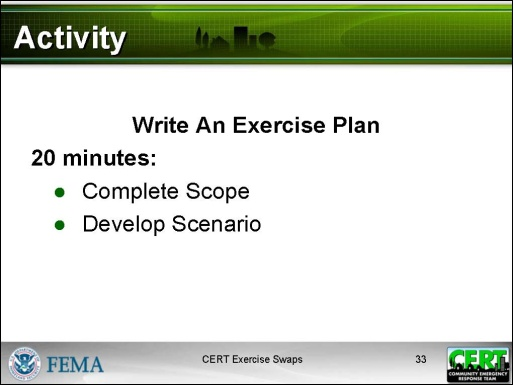 Activity
Write An Exercise Plan
20 minutes:
Complete Scope
Develop Scenario
FEMA
CERT Exercise Swaps
33
CERT
COMMUNITY EMERGENCY
RESPONSE TEAM